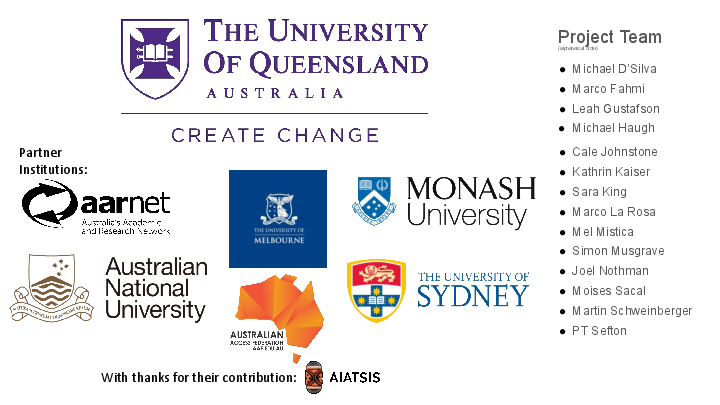 THE UNIVERSITY
OF QUEENSLAND
AUSTRALIA
CREATE CHANGE
Partner
Institutions:
aarnet
Australia's Academic
and Research Network
THE UNIVERSITY OF
MELBOURNE
MONASH
University
Australian
National
University
AUSTRALIAN
ACCESS FEDERATION
AAF.EDU.AU
THE UNIVERSITY OF
SYDNEY
With thanks for their contribution:
AIATSIS
Project Team
(alphabetical order)
● Michael D'Silva
● Marco Fahmi
● Leah Gustafson
● Michael Haugh
● Cale Johnstone
● Kathrin Kaiser
● Sara King
● Marco La Rosa
● Mel Mistica
● Simon Musgrave
● Joel Nothman
● Moises Sacal
● Martin Schweinberger
● PT Sefton